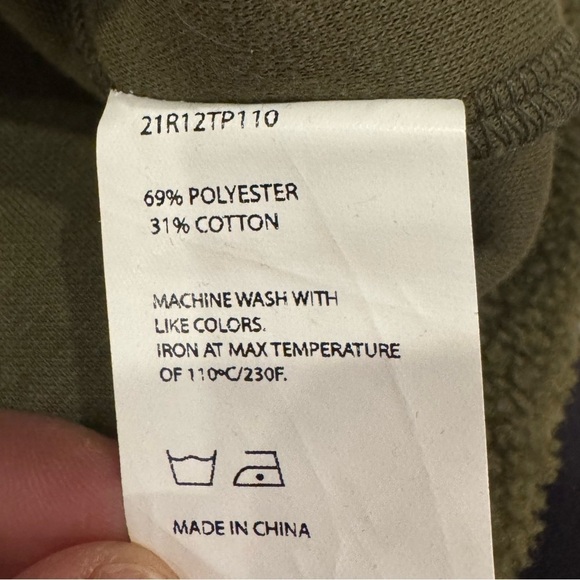 21R12TP110
69% POLYESTER
31% COTTON
MACHINE WASH WITH
LIKE COLORS.
IRON AT MAX TEMPERATURE
OF 110ºC/230F.
MADE IN CHINA